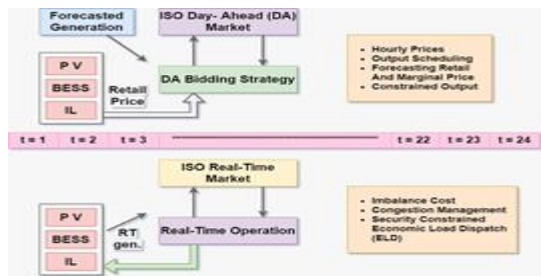 Forecasted
Generation
ISO Day- Ahead (DA)
Market
P V
BESS
IL
Retail
Price
DA Bidding Strategy
• Hourly Prices
• Output Scheduling
• Forecasting Retail
And Marginal Price
• Constrained Output
t = 1 t = 2 t = 3 t = 22 t = 23 t = 24
ISO Real-Time
Market
P V
BESS
IL
RT
gen.
Real-Time Operation
• Imbalance Cost
• Congestion Management
• Security Constrained
Economic Load Dispatch
(ELD)